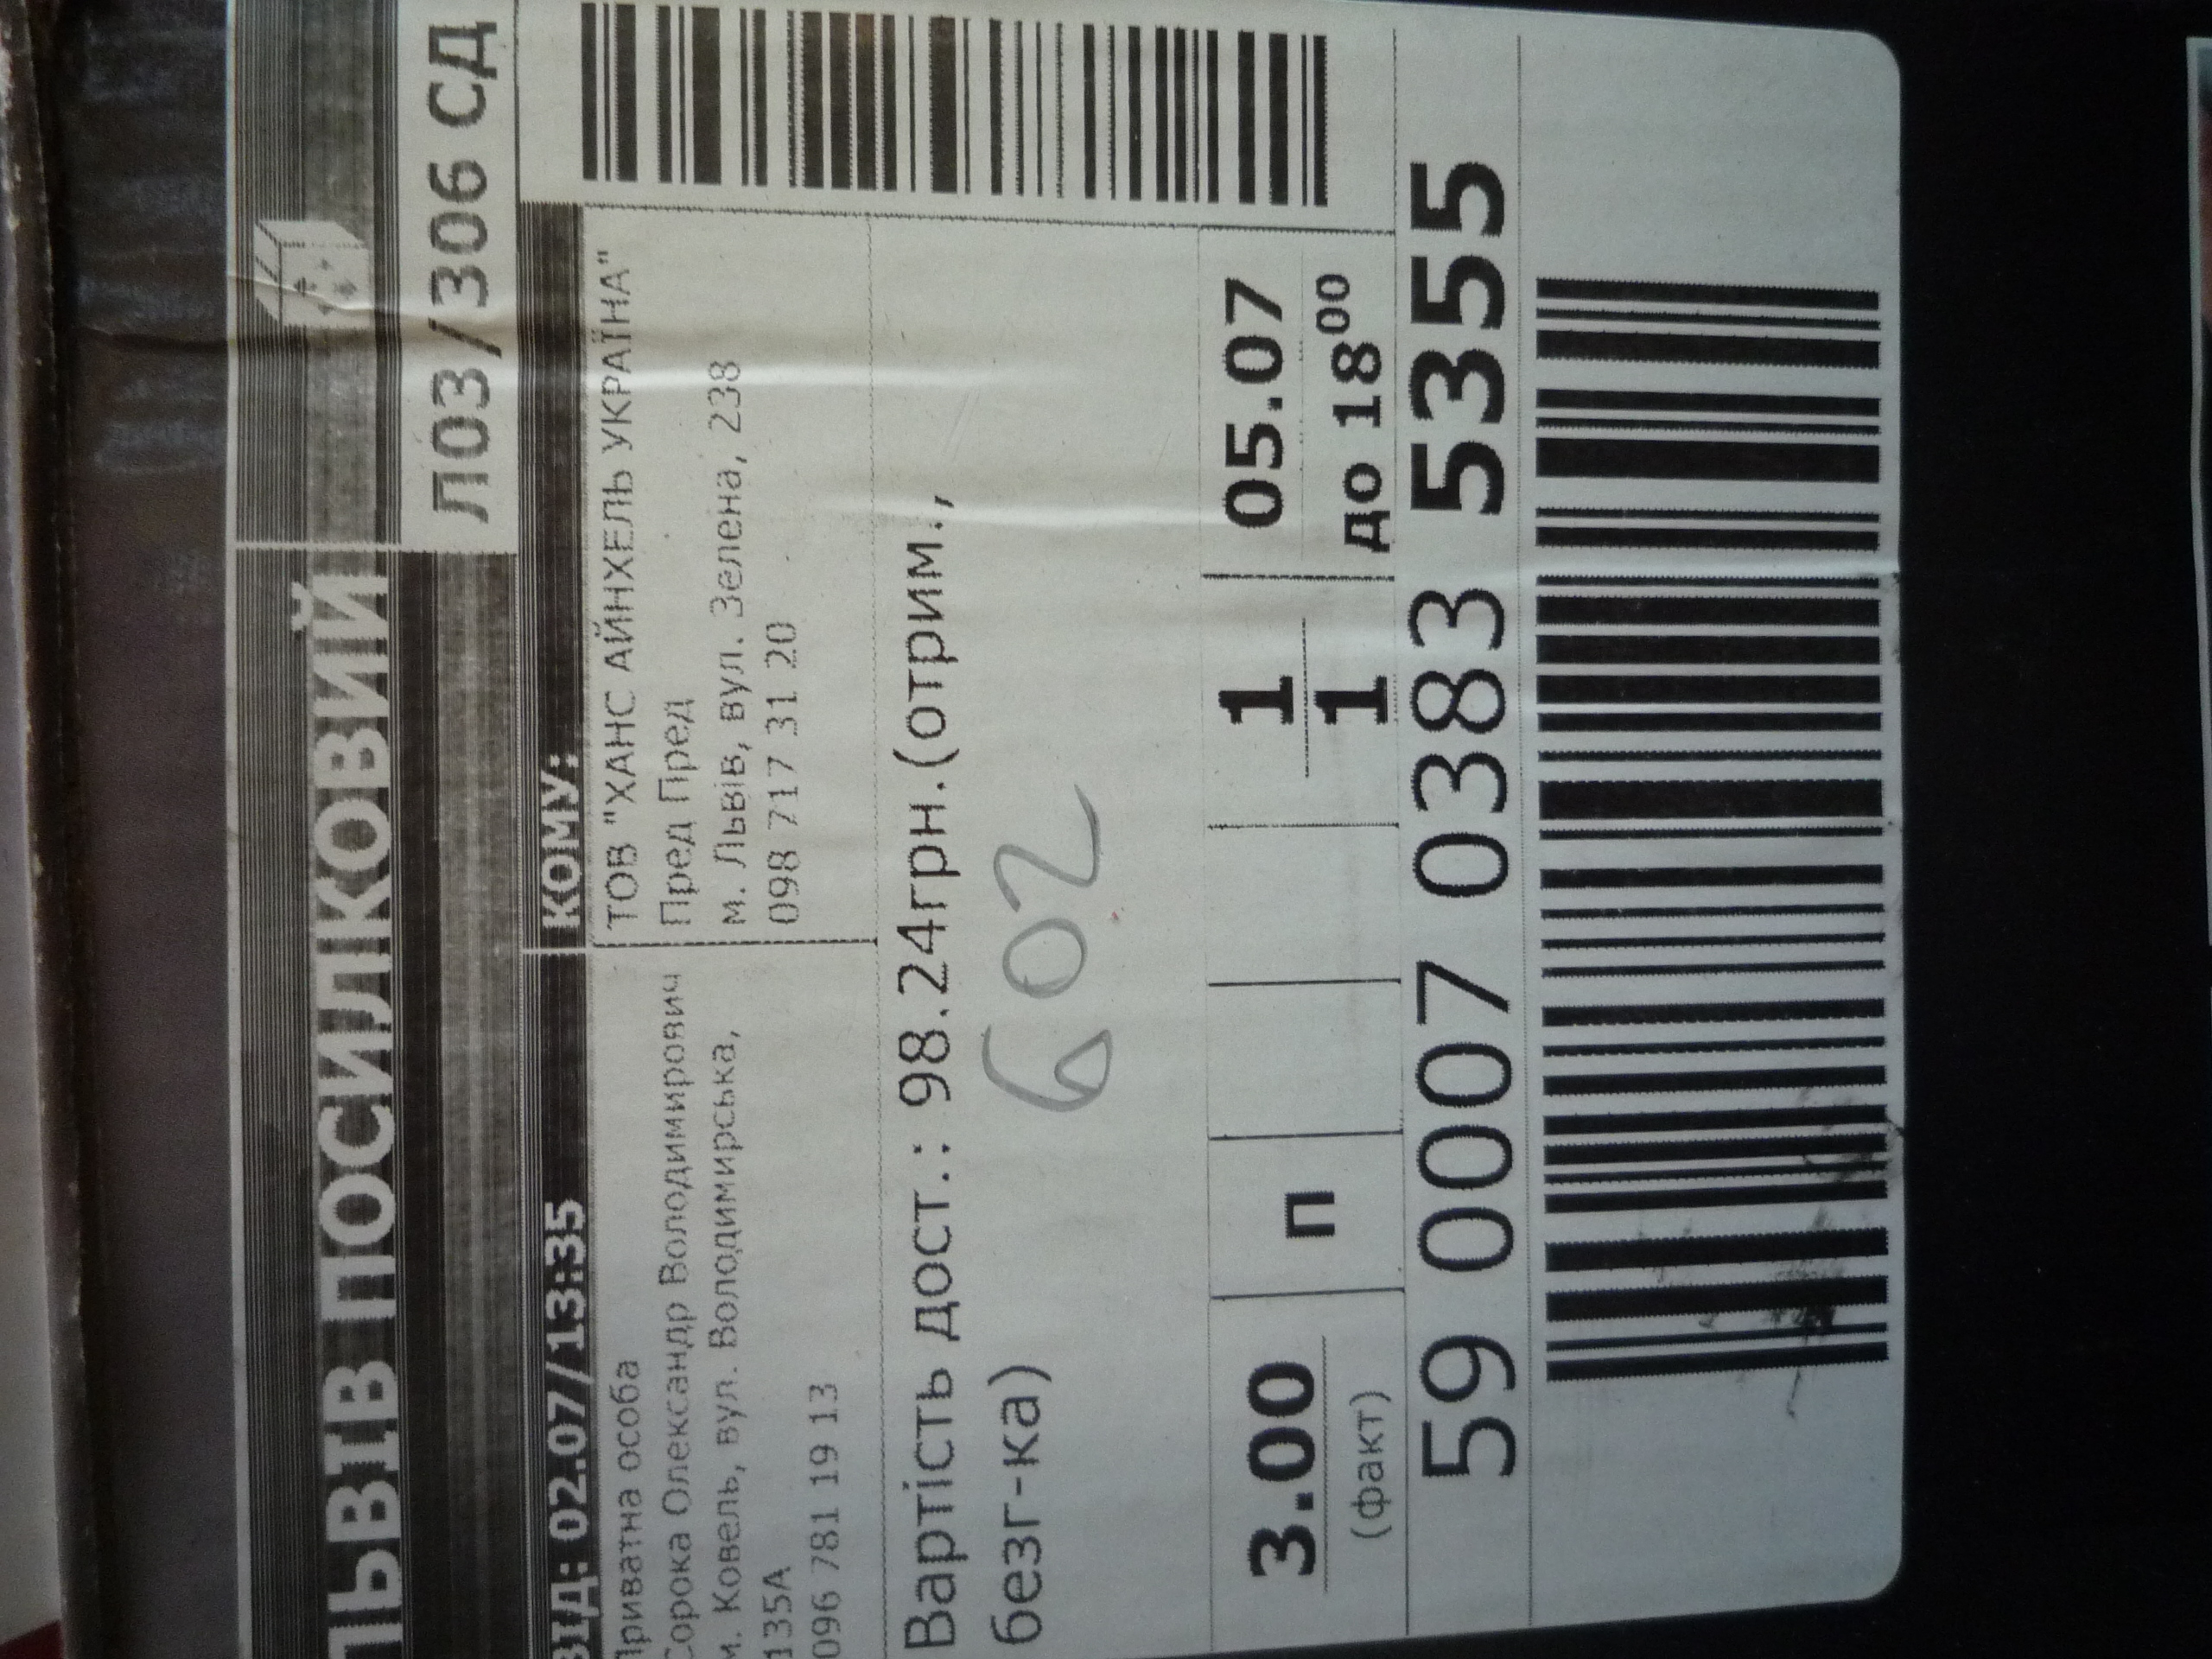 ЛЬВІВ ПОСИЛКОВИЙ
Л03/306 СД
ВІД: 02.07/13:35
Приватна особа
Сорока Олександр Володимирович
м. Ковель, вул. Володимирська,
135А
096 781 19 13
КОМУ:
ТОВ "ХАНС АЙНХЕЛЬ УКРАЇНА"
Пред Пред
м. Львів, вул. Зелена, 238
098 717 31 20
Вартість дост.: 98.24грн.(отрим.,
безг-ка)
602
3.00
(факт)
п
1
1
05.07
до 18⁰⁰
59 0007 0383 5355